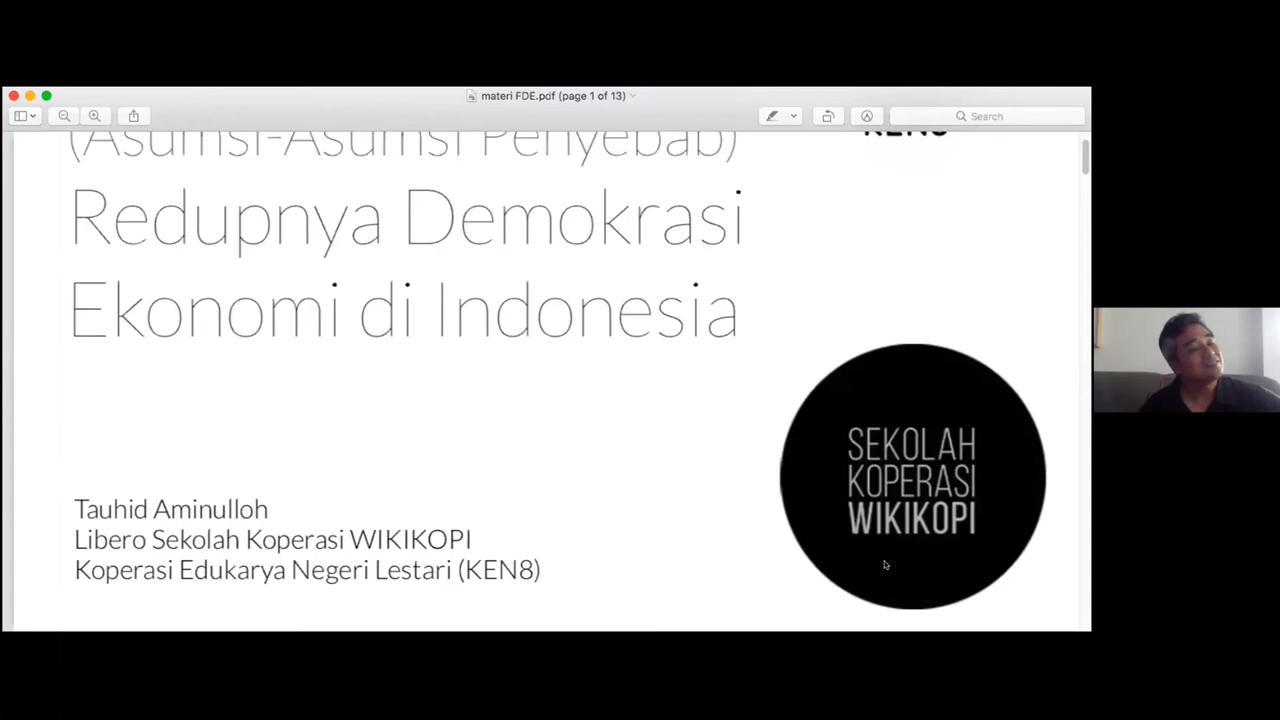 materi FDE.pdf (page 1 of 13)
Search
(Asumsi-Asumsi Penyebab)
Redupnya Demokrasi
Ekonomi di Indonesia
KEN8
SEKOLAH
KOPERASI
WIKIKOPI
Tauhid Aminulloh
Libero Sekolah Koperasi WIKIKOPI
Koperasi Edukarya Negeri Lestari (KEN8)